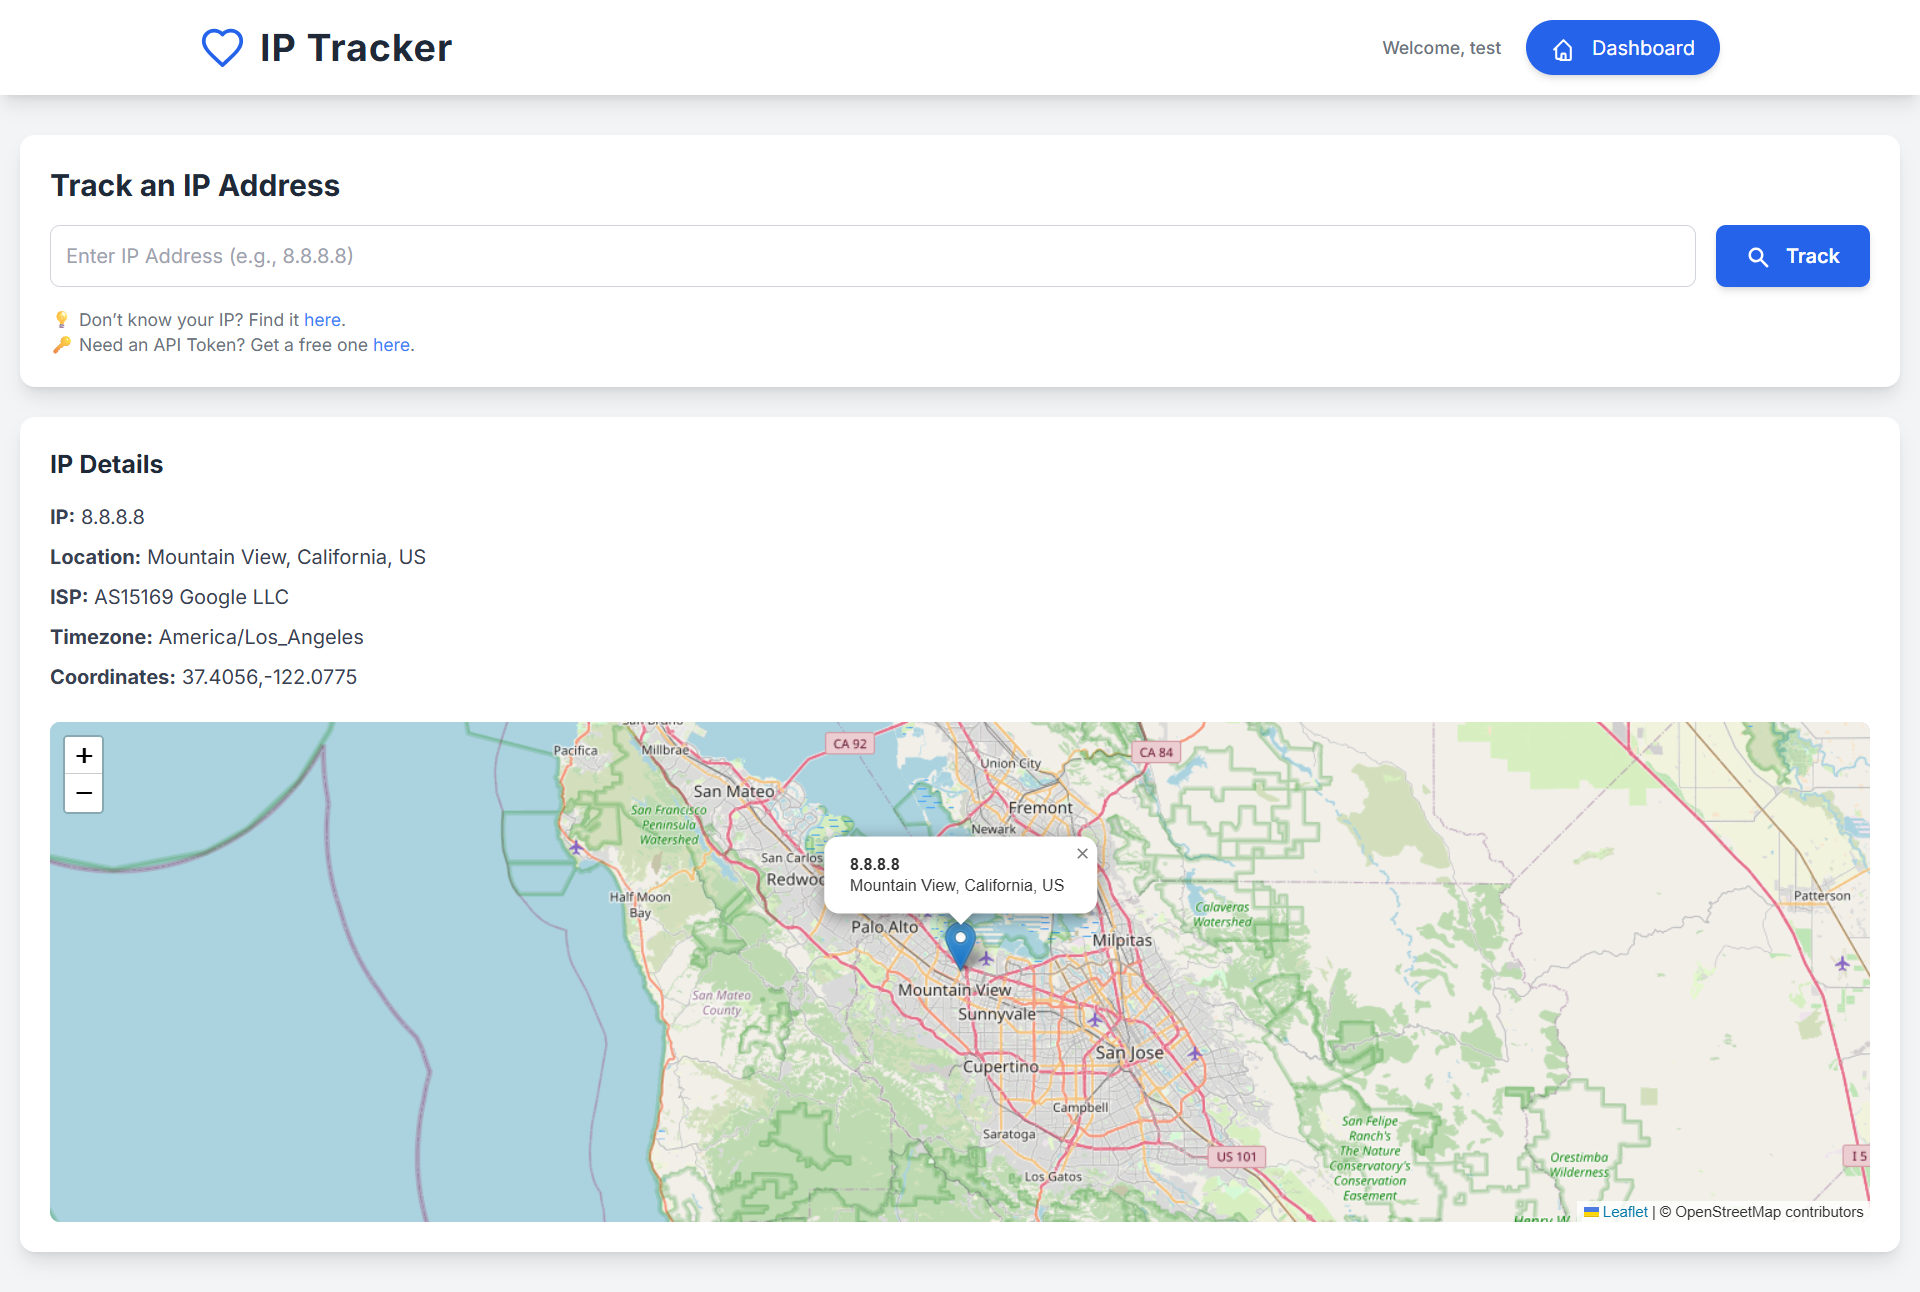 IP Tracker
Welcome, test
Dashboard
Track an IP Address
Enter IP Address (e.g., 8.8.8.8)
Track
💡 Don’t know your IP? Find it here.
🔑 Need an API Token? Get a free one here.
IP Details
IP: 8.8.8.8
Location: Mountain View, California, US
ISP: AS15169 Google LLC
Timezone: America/Los_Angeles
Coordinates: 37.4056,-122.0775
+
−
Pacifica
Millbrae
CA 92
CA 84
Union City
San Mateo
San Francisco
Peninsula
Watershed
Fremont
Newark
San Carlos
8.8.8.8
×
Mountain View, California, US
Half Moon
Bay
Palo Alto
Milpitas
Calaveras
Watershed
Patterson
San Mateo
County
Mountain View
Sunnyvale
San Jose
Cupertino
Campbell
Saratoga
Los Gatos
US 101
San Felipe
Ranch's
The Nature
Conservancy's
Conservation
Easement
Orestimba
Wilderness
I 5
Leaflet | © OpenStreetMap contributors